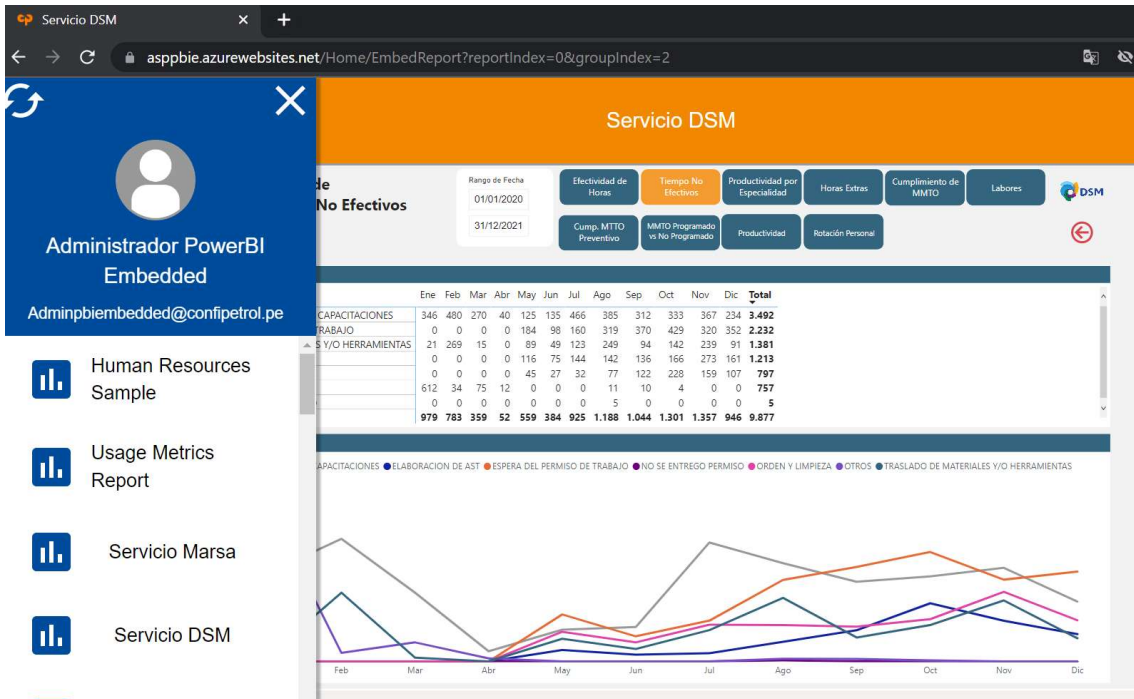 Servicio DSM
asppbie.azurewebsites.net/Home/EmbedReport?reportIndex=0&groupIndex=2
Servicio DSM
Administrador PowerBI
Embedded
Adminpbiembedded@confipetrol.pe
Human Resources
Sample
Usage Metrics
Report
Servicio Marsa
Servicio DSM
de
No Efectivos
Rango de Fecha
01/01/2020
31/12/2021
Efectividad de
Horas
Tiempo No
Efectivos
Productividad por
Especialidad
Horas Extras
Cumplimiento de
MMTO
Labores
DSM
Cump. MTTO
Preventivo
MMTO Programado
vs No Programado
Productividad
Rotación Personal
Ene Feb Mar Abr May Jun Jul Ago Sep Oct Nov Dic Total
CAPACITACIONES 346 480 270 40 125 135 466 385 312 333 367 234 3.492
TRABAJO 0 0 0 0 184 98 160 319 370 429 320 352 2.232
S Y/O HERRAMIENTAS 21 269 15 0 89 49 123 249 94 142 239 91 1.381
0 0 0 0 116 75 144 142 136 166 273 161 1.213
0 0 0 0 45 27 32 77 122 228 159 107 797
612 34 75 12 0 0 0 11 10 4 0 0 757
0 0 0 0 0 0 0 5 0 0 0 0 5
979 783 359 52 559 384 925 1.188 1.044 1.301 1.357 946 9.877
CAPACITACIONES ELABORACION DE AST ESPERA DEL PERMISO DE TRABAJO NO SE ENTREGO PERMISO ORDEN Y LIMPIEZA OTROS TRASLADO DE MATERIALES Y/O HERRAMIENTAS
Feb Mar Abr May Jun Jul Ago Sep Oct Nov Dic